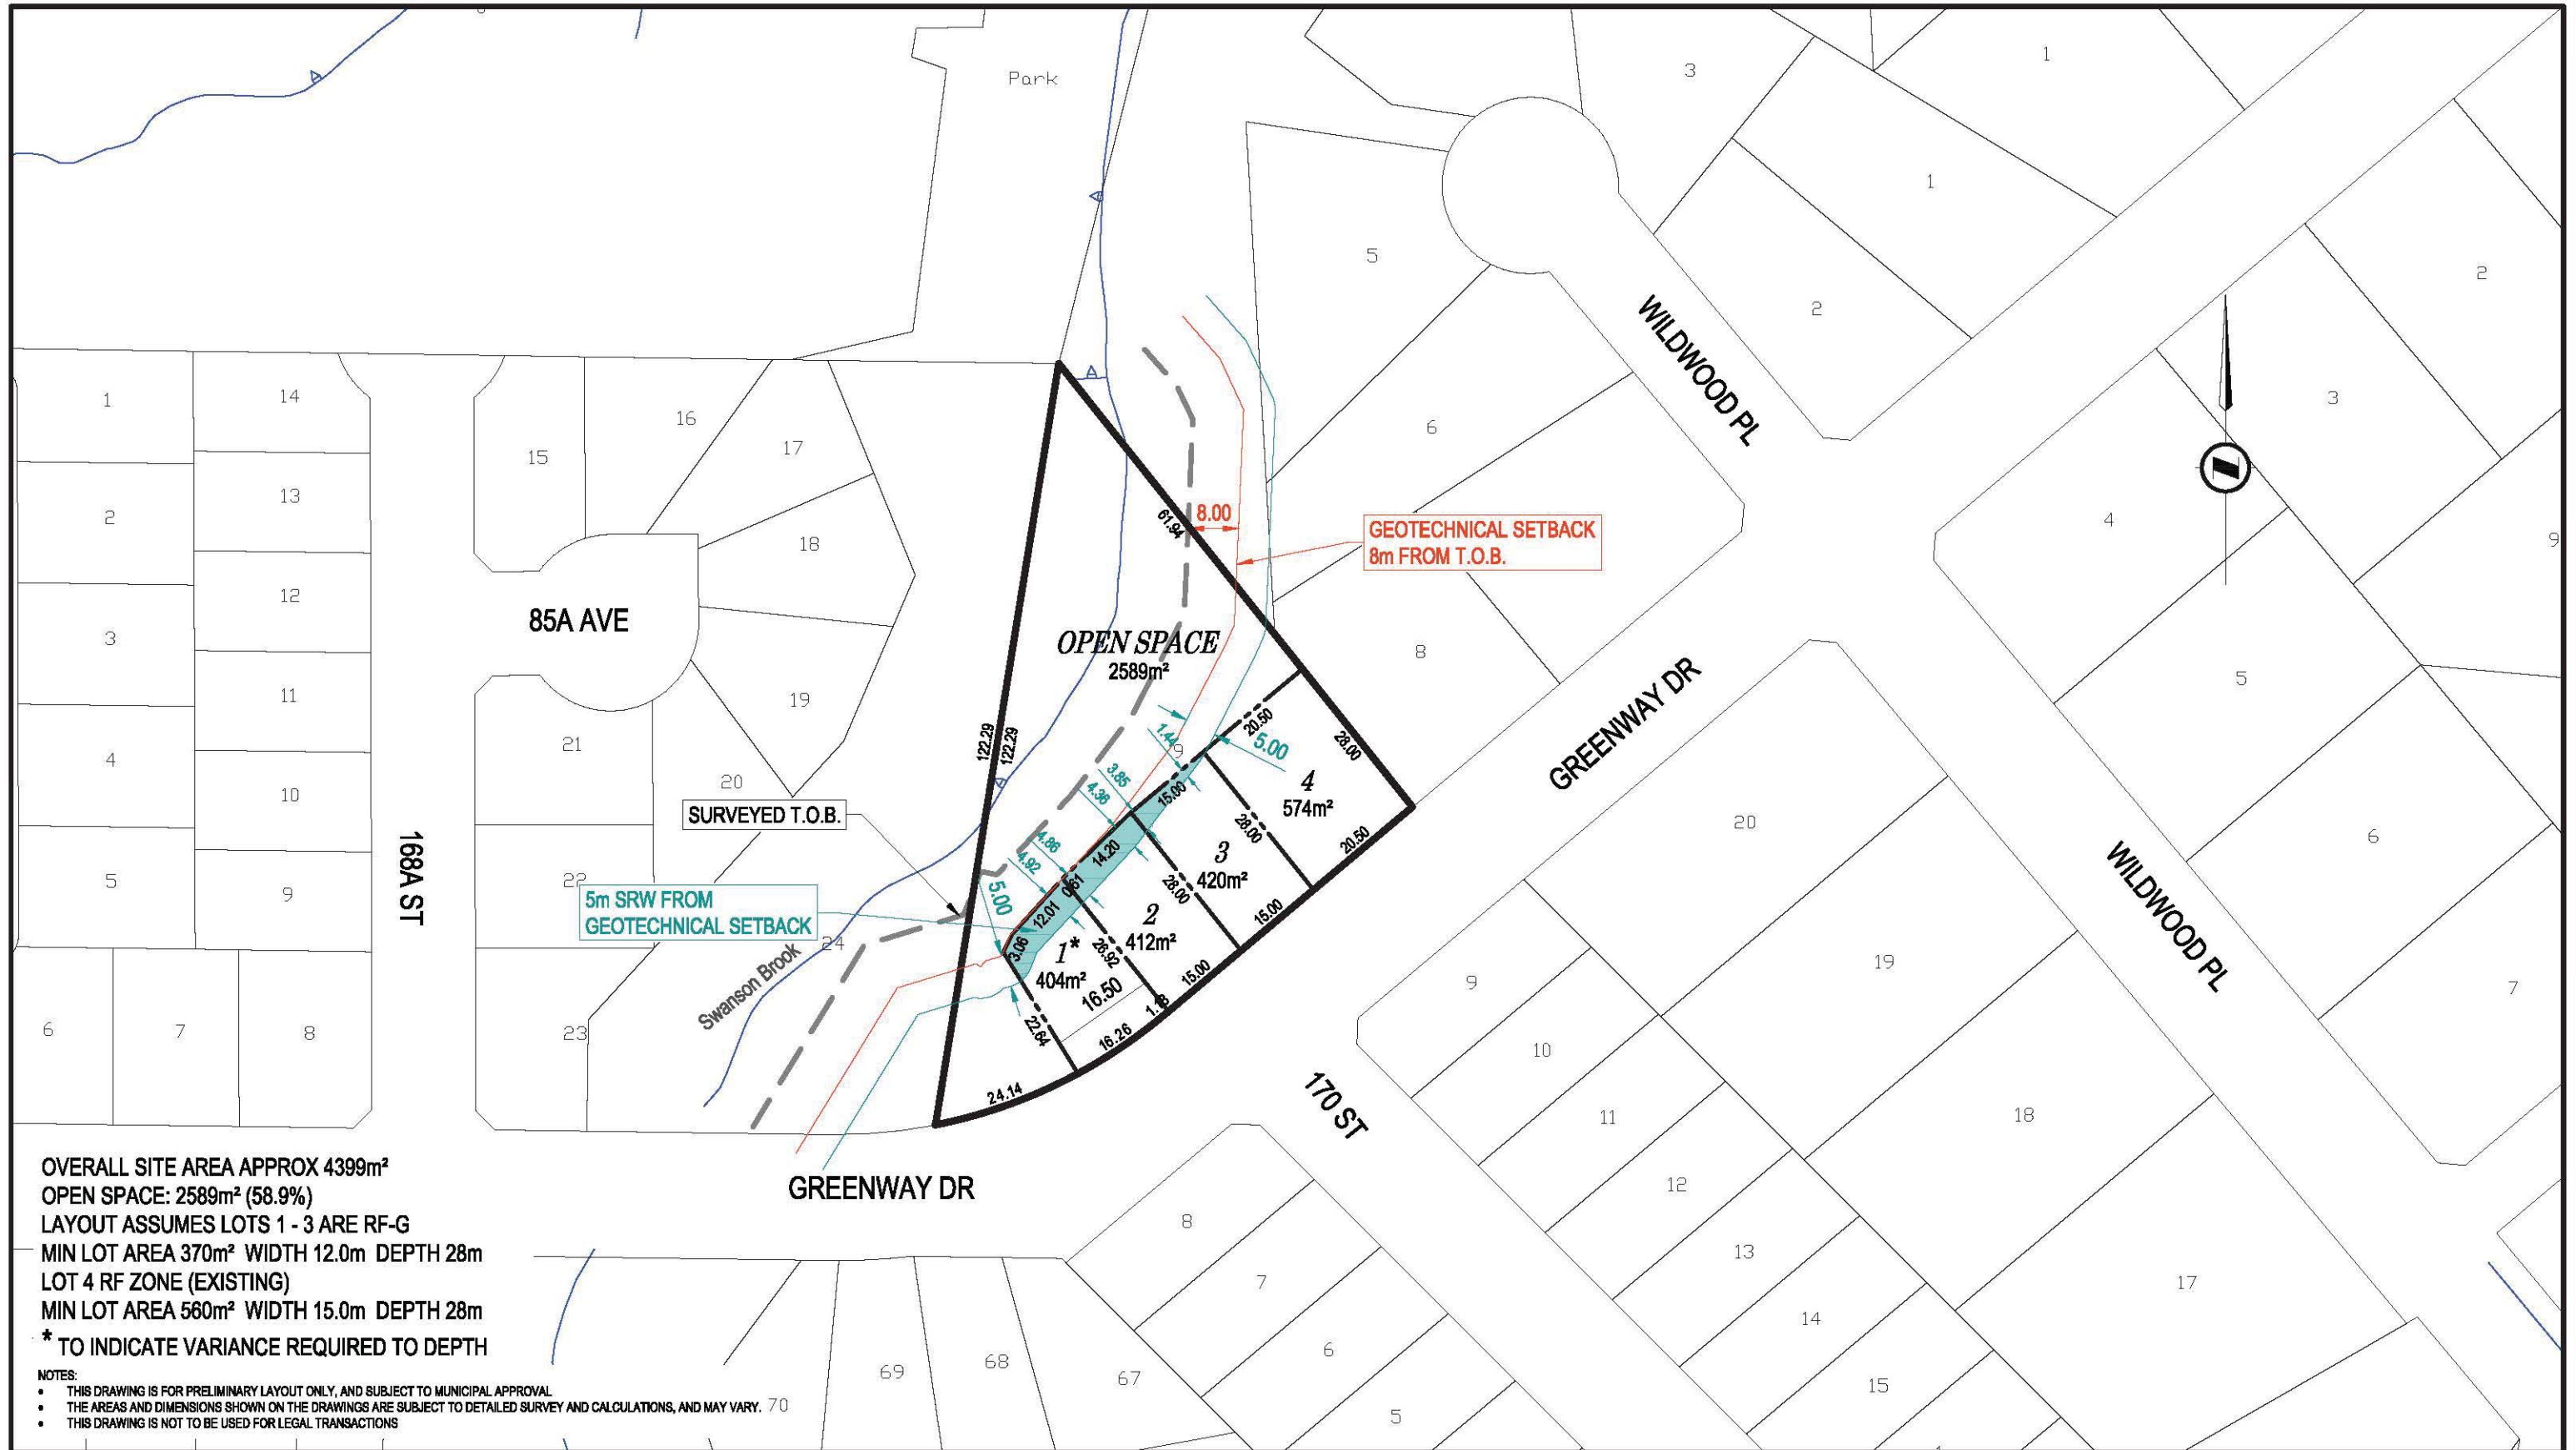 Park
3
1
1
2
5
2
3
6
4
9
5
8
6
7
WILDWOOD PL
1
14
15
16
17
2
13
18
3
12
85A AVE
11
19
4
21
20
10
5
22
9
24
6
7
8
23
168A ST
SURVEYED T.O.B.
5m SRW FROM
GEOTECHNICAL SETBACK
Swanson Brook
GEOTECHNICAL SETBACK
8m FROM T.O.B.
8.00
61.94
OPEN SPACE
2589m²
122.29
122.29
9
1.44
20.50
5.00
28.00
3.85
4.36
15.00
4
574m²
4.86
4.92
14.20
28.00
20.50
5.00
0.61
3
420m²
28.00
12.01
15.00
3.06
2
412m²
1*
404m²
26.92
16.50
15.00
1.13
22.64
16.26
24.14
GREENWAY DR
GREENWAY DR
WILDWOOD PL
170 ST
20
19
9
10
11
18
12
13
17
14
15
8
7
6
5
67
68
69
70
OVERALL SITE AREA APPROX 4399m²
OPEN SPACE: 2589m² (58.9%)
LAYOUT ASSUMES LOTS 1 - 3 ARE RF-G
MIN LOT AREA 370m² WIDTH 12.0m DEPTH 28m
LOT 4 RF ZONE (EXISTING)
MIN LOT AREA 560m² WIDTH 15.0m DEPTH 28m
* TO INDICATE VARIANCE REQUIRED TO DEPTH
NOTES:
• THIS DRAWING IS FOR PRELIMINARY LAYOUT ONLY, AND SUBJECT TO MUNICIPAL APPROVAL
• THE AREAS AND DIMENSIONS SHOWN ON THE DRAWINGS ARE SUBJECT TO DETAILED SURVEY AND CALCULATIONS, AND MAY VARY.
• THIS DRAWING IS NOT TO BE USED FOR LEGAL TRANSACTIONS